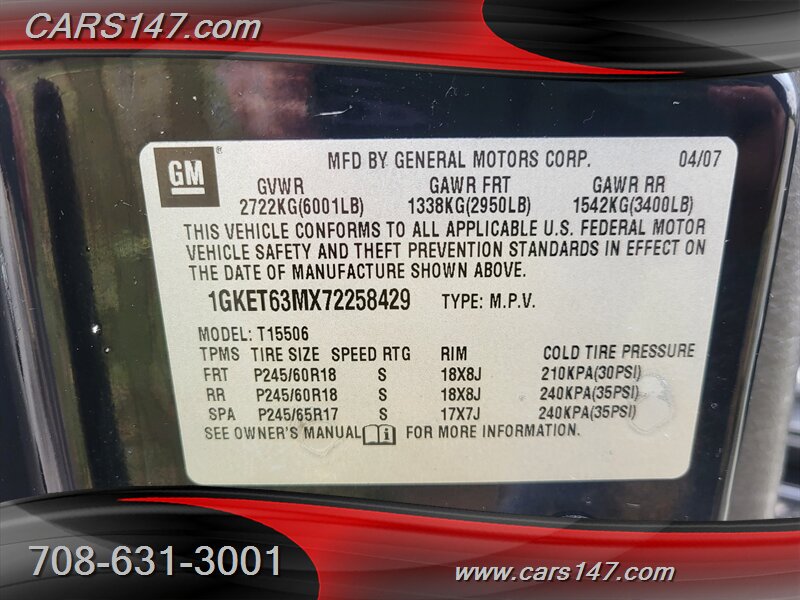 CARS147.com
GM
MFD BY GENERAL MOTORS CORP. 04/07
GVWR GAWR FRT GAWR RR
2722KG(6001LB) 1338KG(2950LB) 1542KG(3400LB)
THIS VEHICLE CONFORMS TO ALL APPLICABLE U.S. FEDERAL MOTOR
VEHICLE SAFETY AND THEFT PREVENTION STANDARDS IN EFFECT ON
THE DATE OF MANUFACTURE SHOWN ABOVE.
1GKET63MX72258429 TYPE: M.P.V.
MODEL: T15506
TPMS TIRE SIZE SPEED RTG RIM COLD TIRE PRESSURE
FRT P245/60R18 S 18X8J 210KPA(30PSI)
RR P245/60R18 S 18X8J 240KPA(35PSI)
SPA P245/65R17 S 17X7J 240KPA(35PSI)
SEE OWNER'S MANUAL FOR MORE INFORMATION.
708-631-3001
www.cars147.com